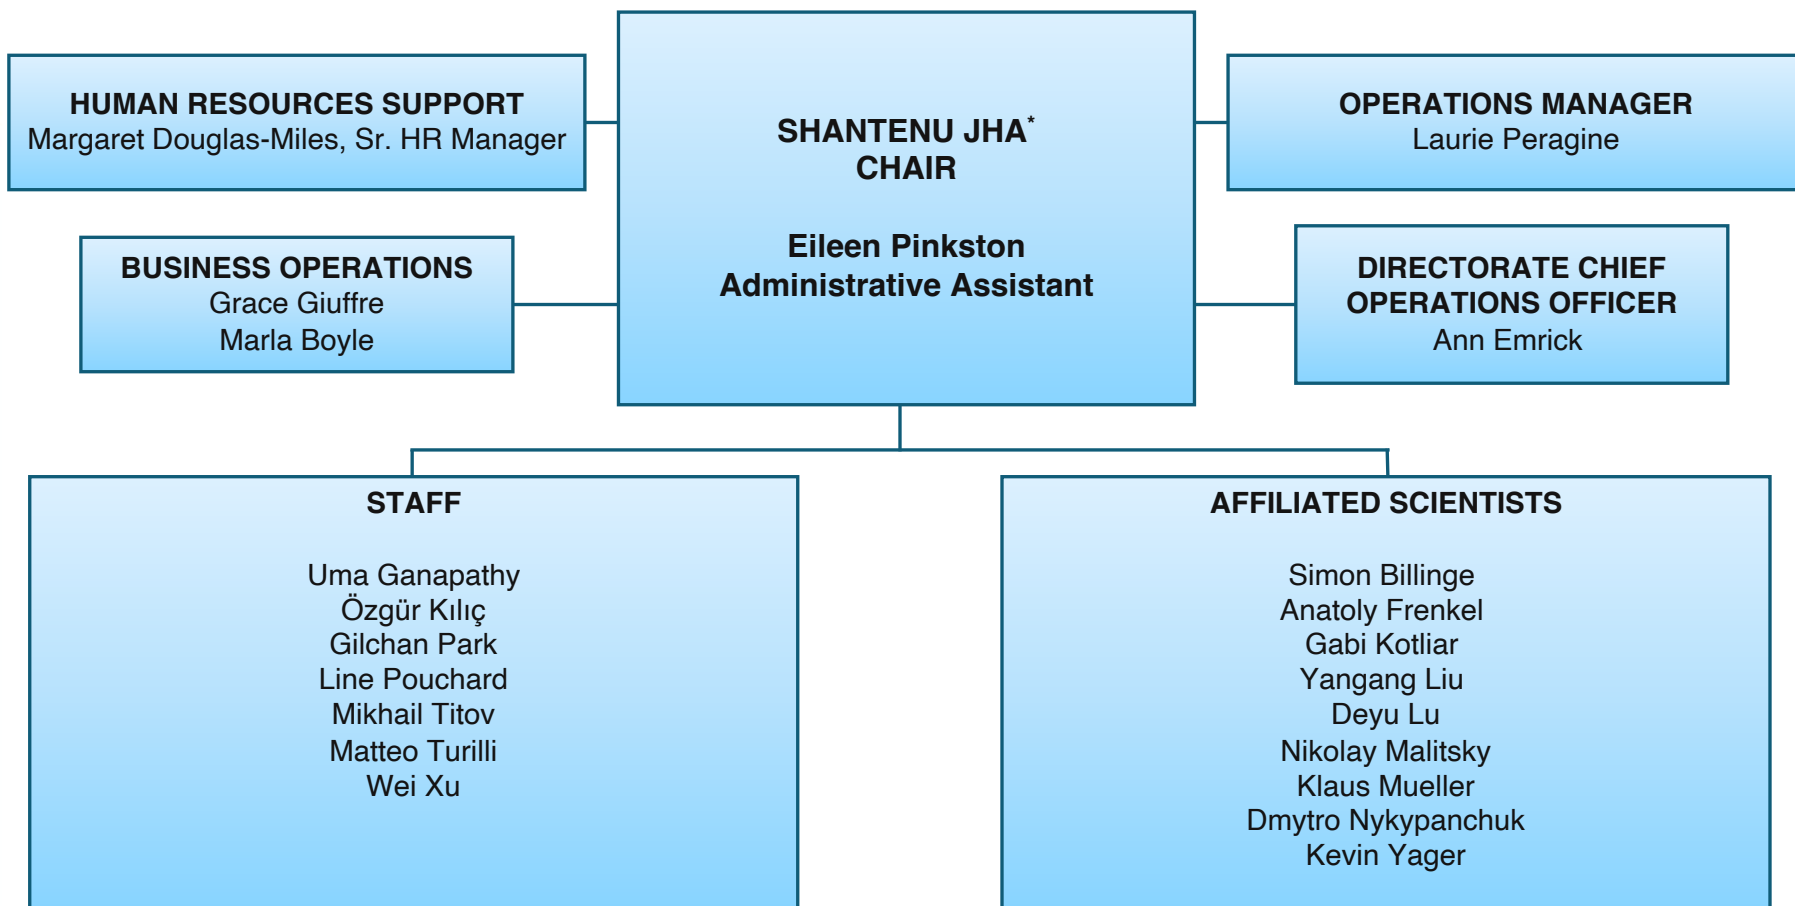 HUMAN RESOURCES SUPPORT
Margaret Douglas-Miles, Sr. HR Manager
BUSINESS OPERATIONS
Grace Giuffre
Marla Boyle
SHANTENU JHA*
CHAIR
Eileen Pinkston
Administrative Assistant
OPERATIONS MANAGER
Laurie Peragine
DIRECTORATE CHIEF
OPERATIONS OFFICER
Ann Emrick
STAFF
Uma Ganapathy
Özgür Kılıç
Gilchan Park
Line Pouchard
Mikhail Titov
Matteo Turilli
Wei Xu
AFFILIATED SCIENTISTS
Simon Billinge
Anatoly Frenkel
Gabi Kotliar
Yangang Liu
Deyu Lu
Nikolay Malitsky
Klaus Mueller
Dmytro Nykypanchuk
Kevin Yager